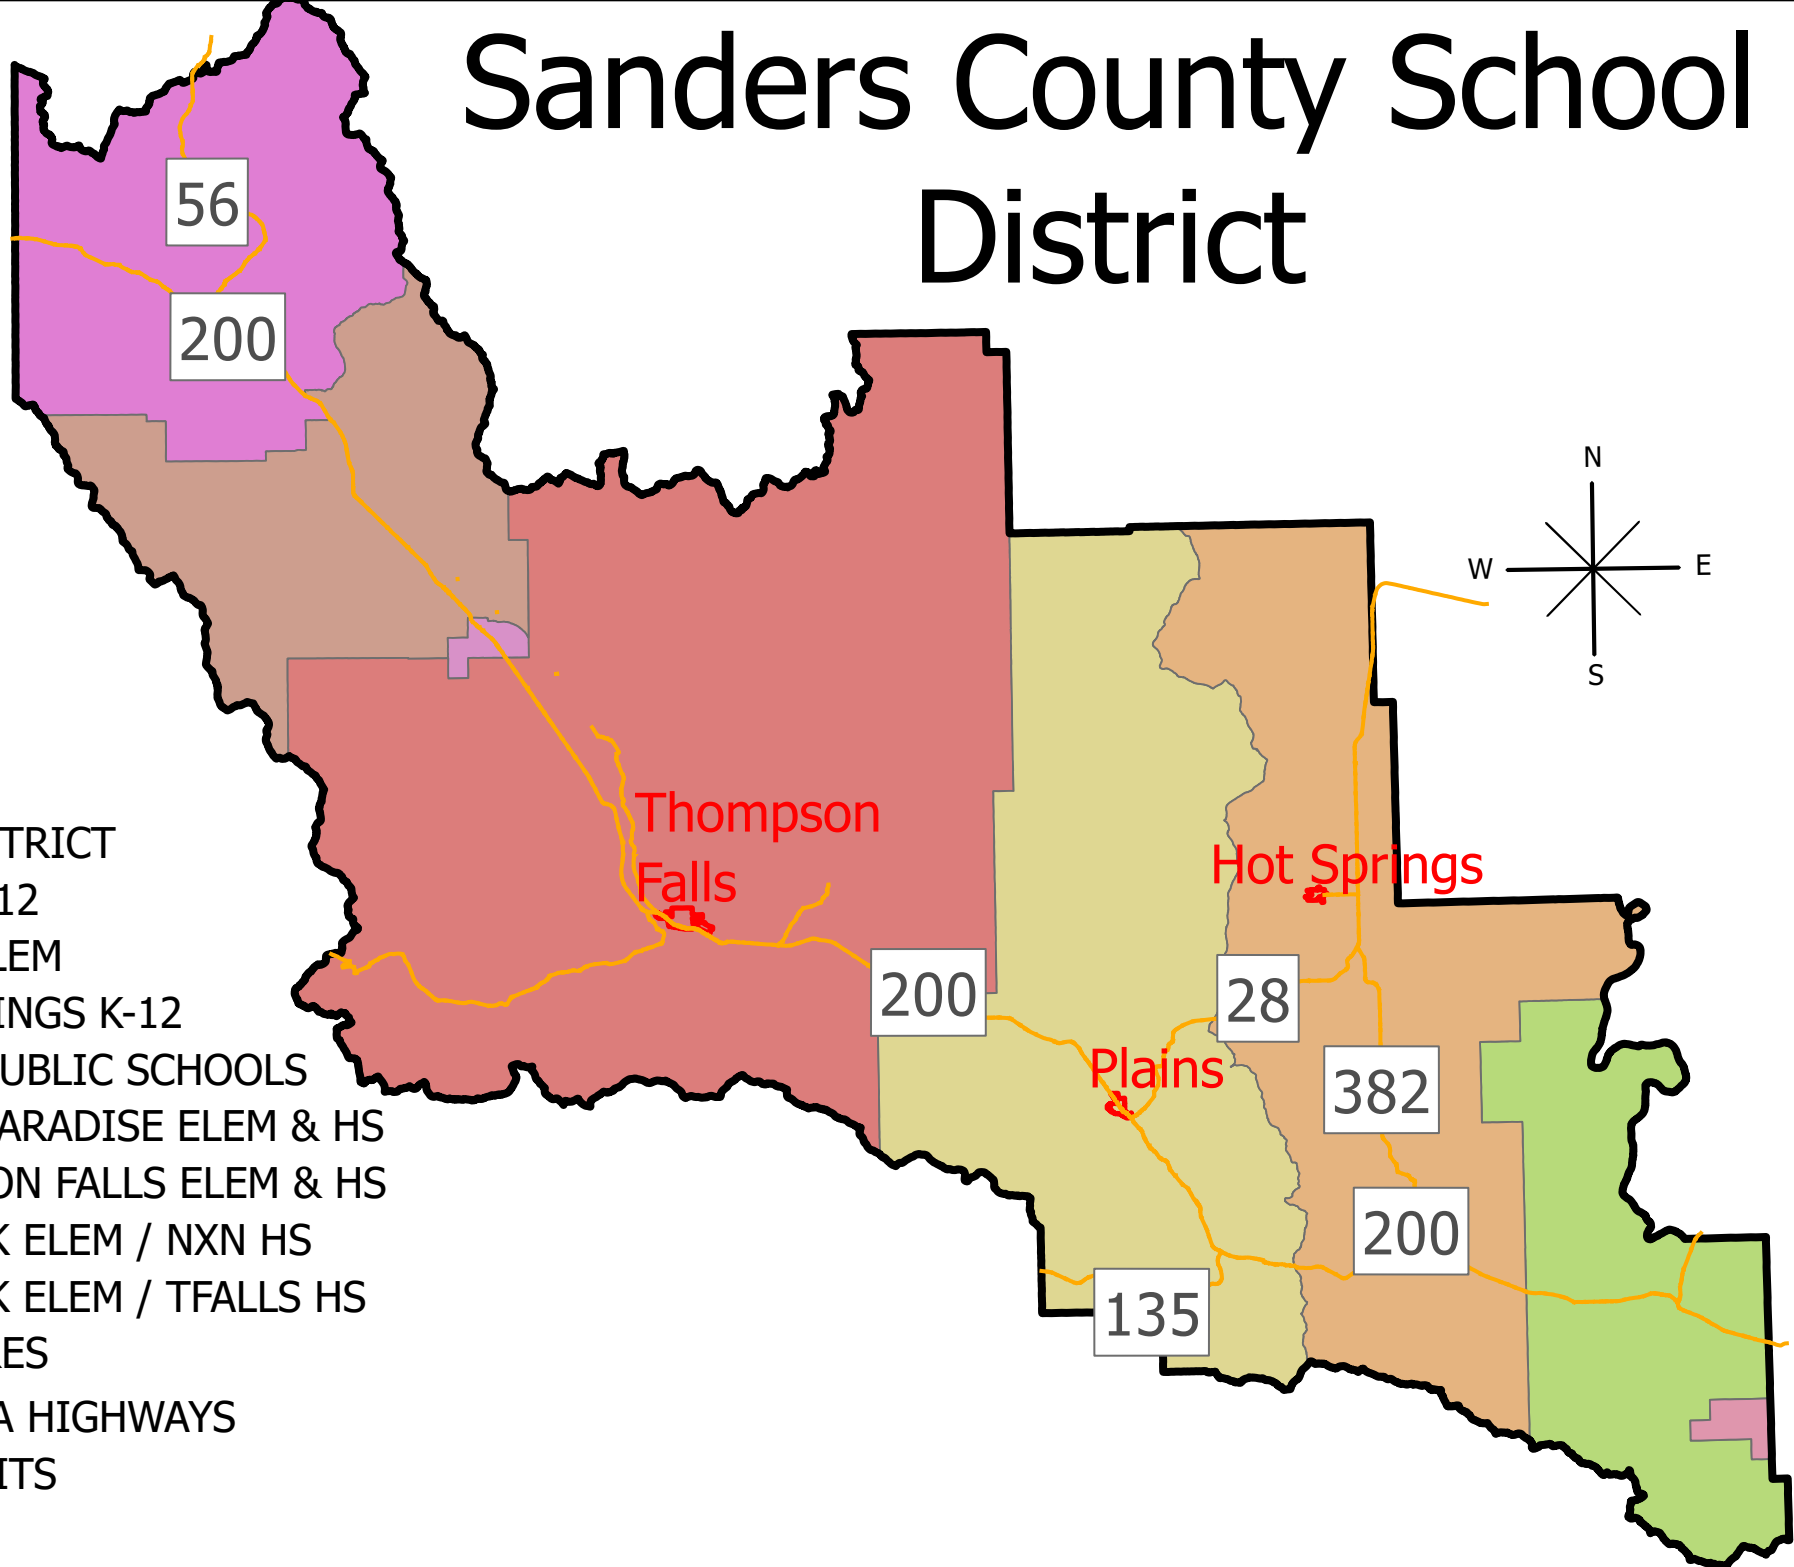 Sanders County School
District
56
200
N
W
E
S
Thompson
Falls
Hot Springs
200
28
Plains
382
200
135
TRICT
12
LEM
INGS K-12
UBLIC SCHOOLS
ARADISE ELEM & HS
ON FALLS ELEM & HS
K ELEM / NXN HS
K ELEM / TFALLS HS
ES
A HIGHWAYS
ITS